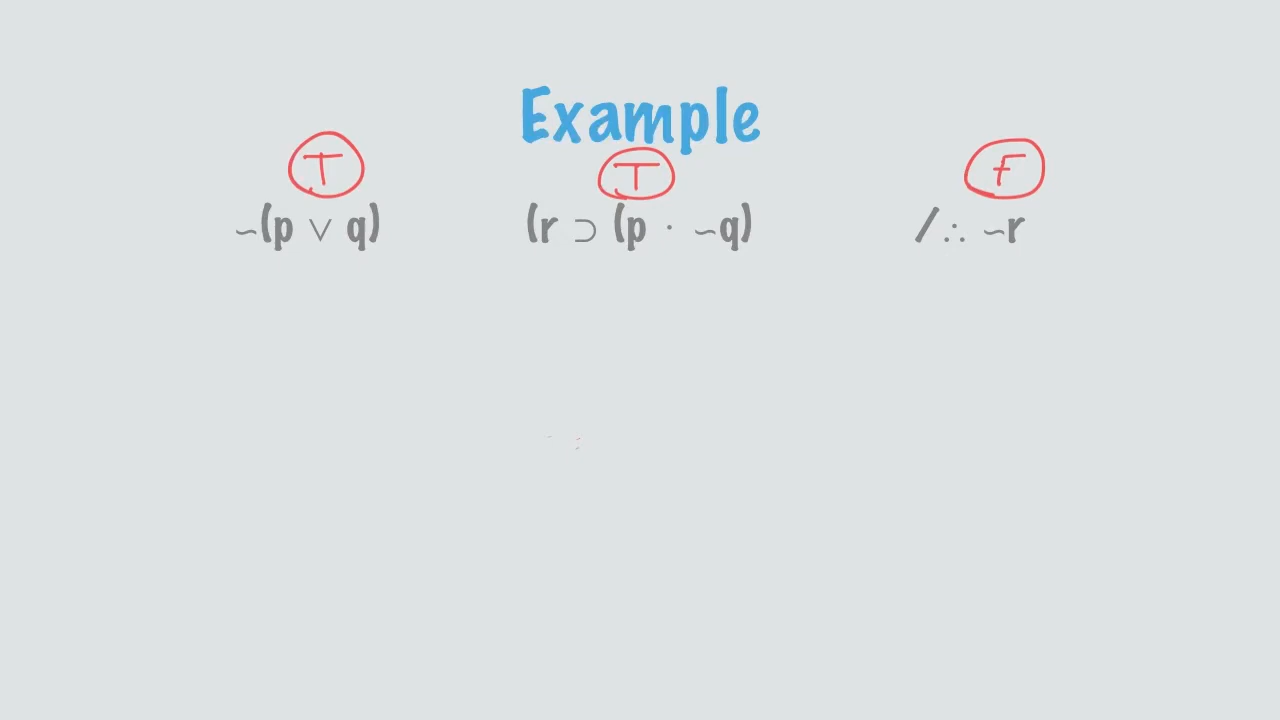 Example
T T F
~(p ∨ q) (r ⊃ (p · ~q) / ∴ ~r